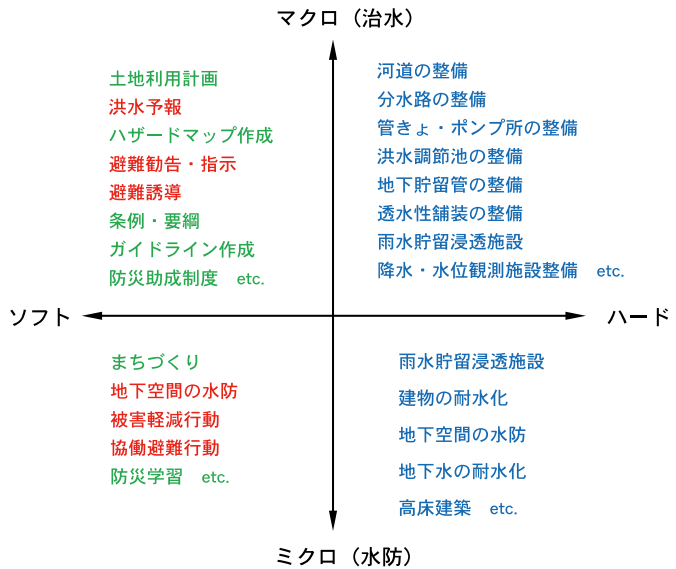 マクロ（治水）
土地利用計画
洪水予報
ハザードマップ作成
避難勧告・指示
避難誘導
条例・要綱
ガイドライン作成
防災助成制度 etc.
河道の整備
分水路の整備
管きょ・ポンプ所の整備
洪水調節池の整備
地下貯留管の整備
透水性舗装の整備
雨水貯留浸透施設
降水・水位観測施設整備 etc.
ソフト
ハード
まちづくり
地下空間の水防
被害軽減行動
協働避難行動
防災学習 etc.
雨水貯留浸透施設
建物の耐水化
地下空間の水防
地下水の耐水化
高床建築 etc.
ミクロ（水防）